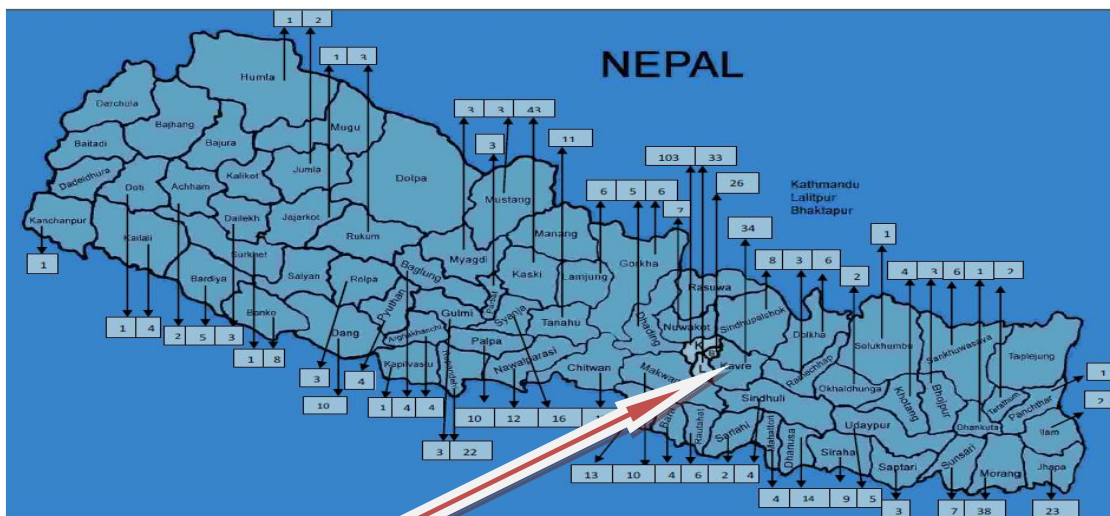 1 2
1 3
NEPAL
Humla
Darchula
3 3 43
Bajhang
Mugu
11
Baitadi
Bajura
3
103 33
Dadeldhura
Doti
Achham
Kalikot
Jumla
Dolpa
6 5 6
26
Kathmandu
Lalitpur
Bhaktapur
Mustang
7
Kanchanpur
Dailekh
Jajarkot
Manang
34
1
Kailali
Rukum
Myagdi
Gorkha
8 3 6
4 3 6 1 2
Surkhet
Baglung
Kaski
Lamjung
Rasuwa
2
1
Bardiya
Salyan
Rolpa
Parbat
Sindhupalchok
Dolkha
Solukhumbu
Sankhuwasava
Taplejung
Banke
Pyuthan
Gulmi
Syanja
Tanahu
Dhading
Nuwakot
1 4
Dang
Arghakhanchi
Palpa
K
B
Ramechhap
2 5 3
Kapilvastu
Nawalparasi
Chitwan
L
Kavre
Okhaldhunga
Khotang
Bhojpur
Terathum
Panchthar
1
1 8
Sindhuli
Dhankuta
2
3
4
Udaypur
Ilam
10
1 4 4
10 12 16
Rautahat
Sarlahi
Mahattori
Dhanusa
Siraha
Saptari
Sunsari
Morang
Jhapa
3 22
13 10 4 6 2 4
4 14 9 5
3
7 38
23